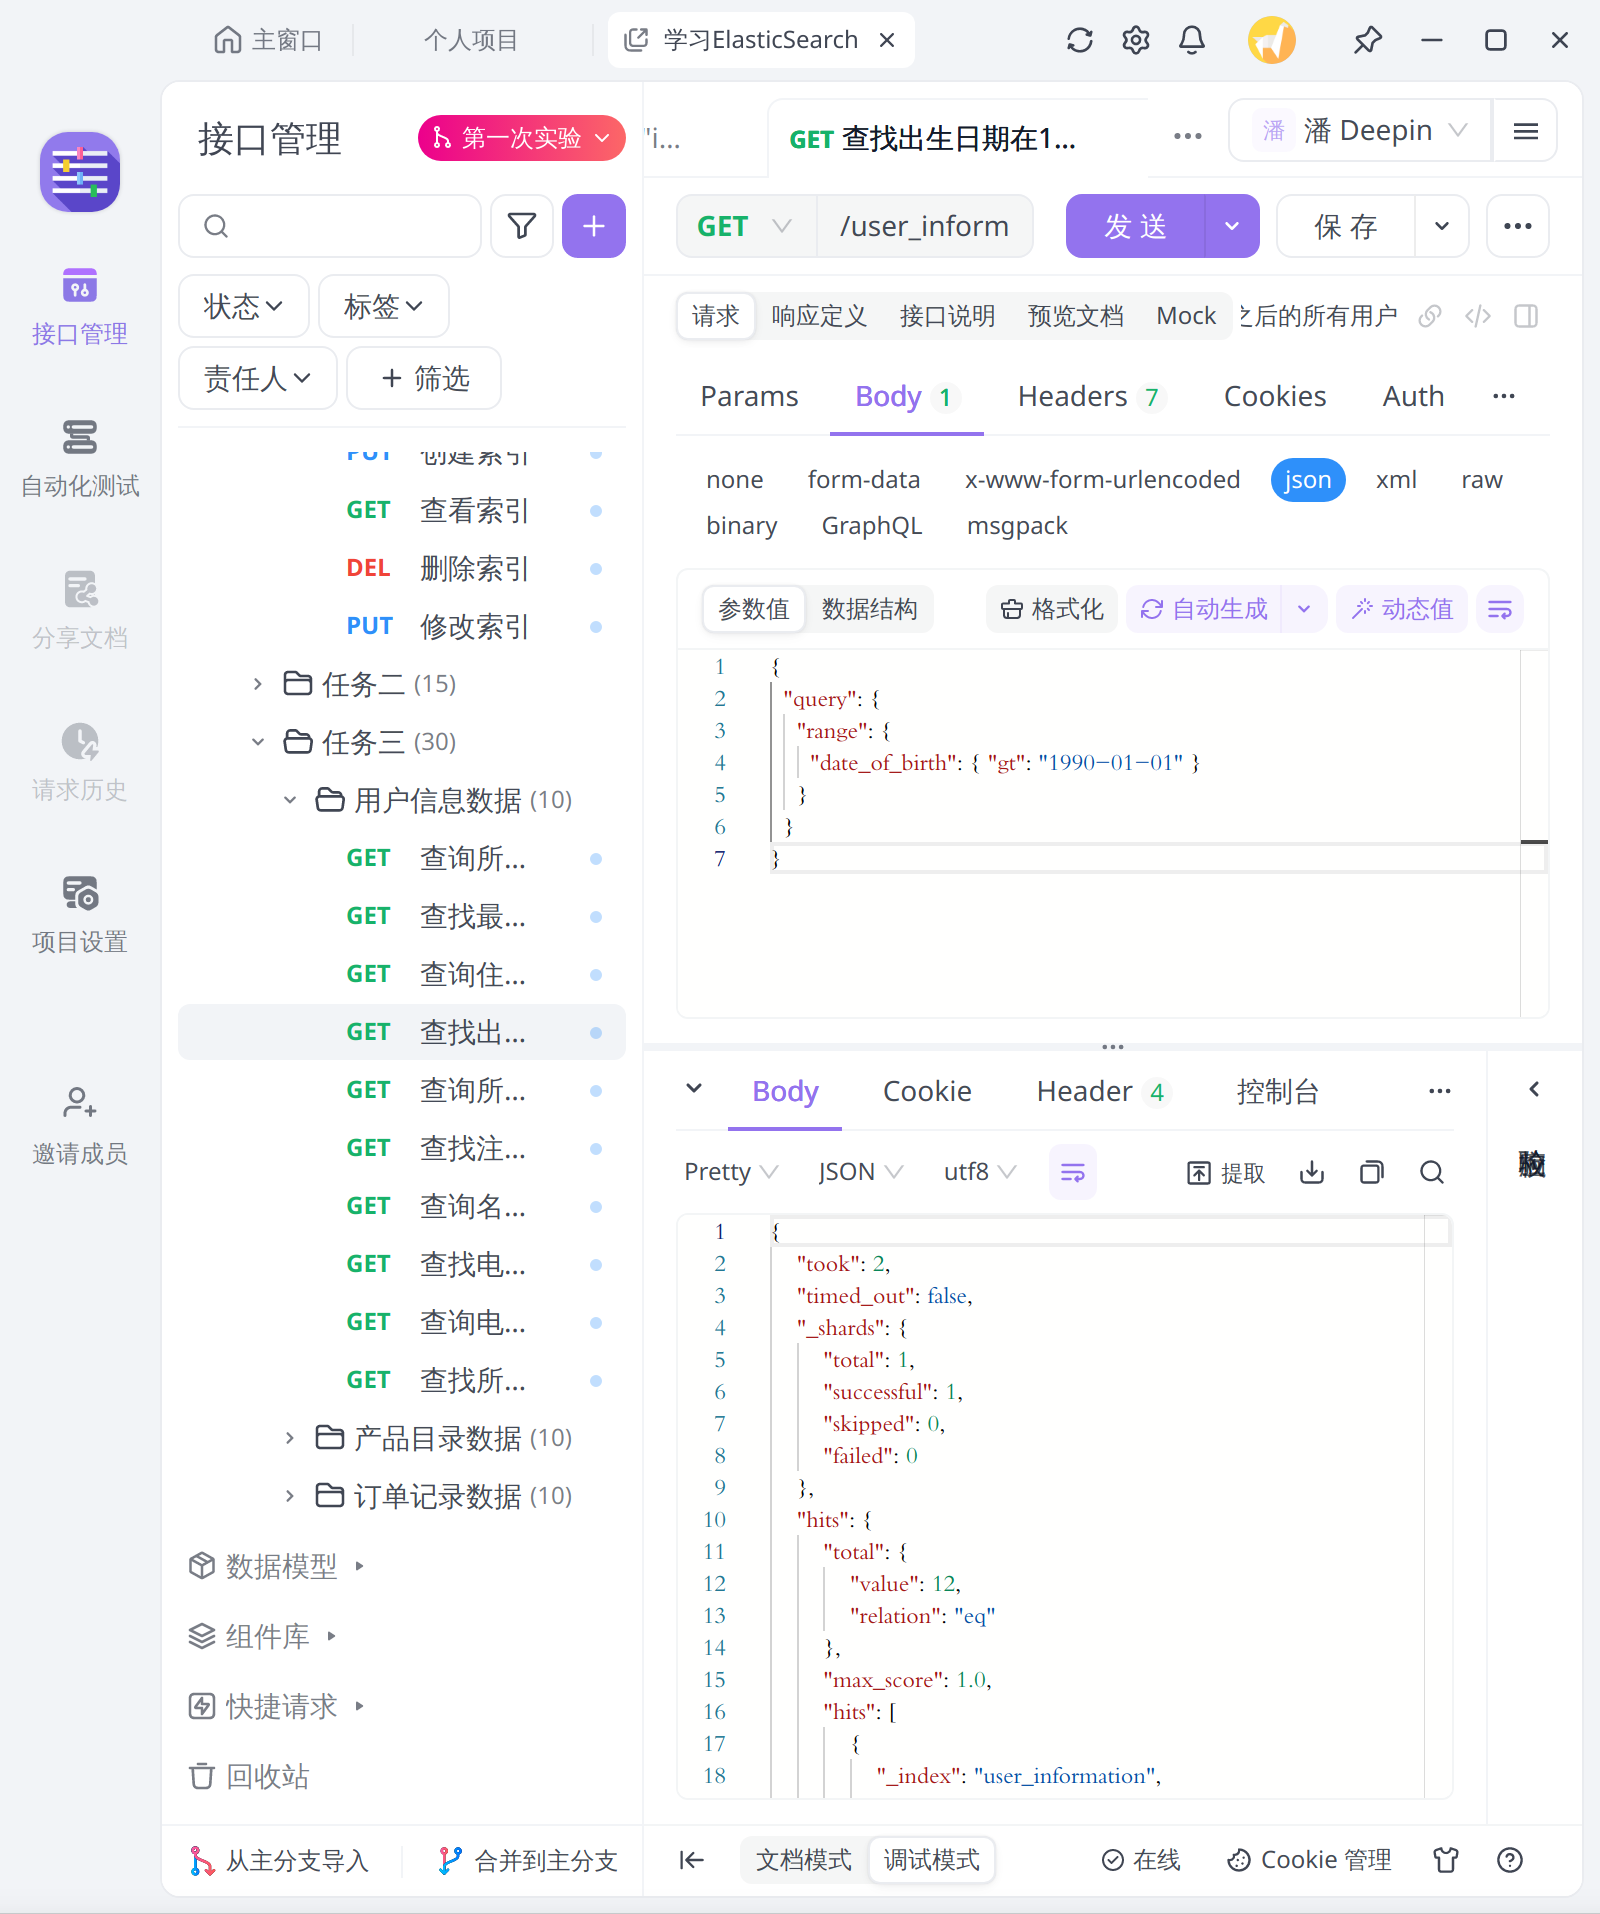 主窗口
个人项目
学习ElasticSearch
接口管理
自动化测试
分享文档
请求历史
项目设置
邀请成员
接口管理
第一次实验
状态
标签
责任人
筛选
创建索引
GET 查看索引
DEL 删除索引
PUT 修改索引
任务二 (15)
任务三 (30)
用户信息数据 (10)
GET 查询所...
GET 查找最...
GET 查询住...
GET 查找出...
GET 查询所...
GET 查找注...
GET 查询名...
GET 查找电...
GET 查询电...
GET 查找所...
产品目录数据 (10)
订单记录数据 (10)
数据模型
组件库
快捷请求
回收站
从主分支导入
合并到主分支
"i...
GET 查找出生日期在1...
潘 潘 Deepin
GET /user_inform
发 送
保 存
请求 响应定义 接口说明 预览文档 Mock 之后的所有用户
Params Body 1 Headers 7 Cookies Auth
none form-data x-www-form-urlencoded json xml raw
binary GraphQL msgpack
参数值 数据结构 格式化 自动生成 动态值
1 {
2 "query": {
3 "range": {
4 "date_of_birth": { "gt": "1990-01-01" }
5 }
6 }
7 }
Body Cookie Header 4 控制台
Pretty JSON utf8 提取
1 {
2 "took": 2,
3 "timed_out": false,
4 "_shards": {
5 "total": 1,
6 "successful": 1,
7 "skipped": 0,
8 "failed": 0
9 },
10 "hits": {
11 "total": {
12 "value": 12,
13 "relation": "eq"
14 },
15 "max_score": 1.0,
16 "hits": [
17 {
18 "_index": "user_information",
文档模式 调试模式
在线
Cookie 管理